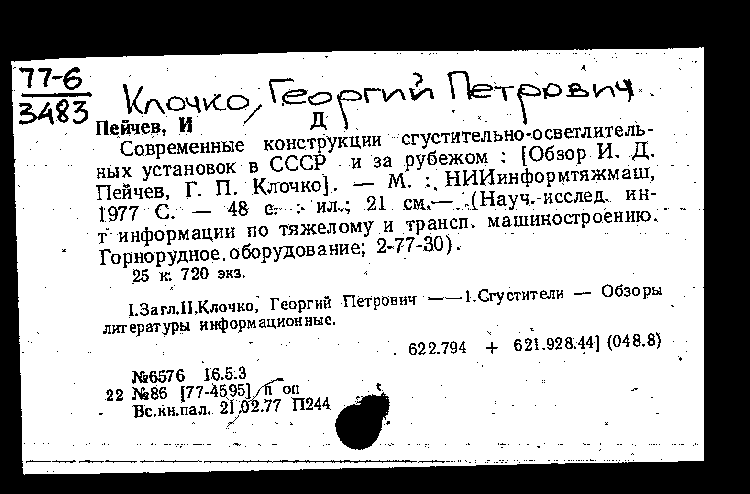 77-6
3483
Клочко, Георгий Петрович
Пейчев, И Д
Современные конструкции сгустительно-осветлитель-
ных установок в СССР и за рубежом : [Обзор И. Д.
Пейчев, Г. П. Клочко]. — М. : НИИинформтяжмаш,
1977 С. — 48 с. : ил.; 21 см.— (Науч.-исслед. ин-
т информации по тяжелому и трансп. машиностроению.
Горнорудное оборудование; 2-77-30).
25 к. 720 экз.
I.Загл.II.Клочко, Георгий Петрович ——1.Сгустители — Обзоры
литературы информационные.
622.794 + 621.928.44] (048.8)
№6576 16.5.3
22 №86 [77-4595] п оп
Вс.кн.пал. 21.02.77 П244